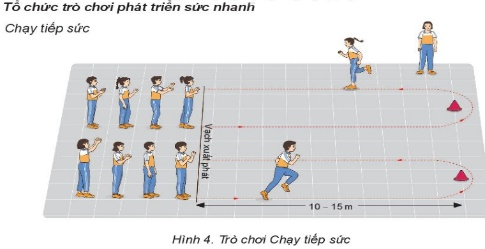 Tổ chức trò chơi phát triển sức nhanh
Chạy tiếp sức
Vạch xuất phát
10 – 15 m
Hình 4. Trò chơi Chạy tiếp sức